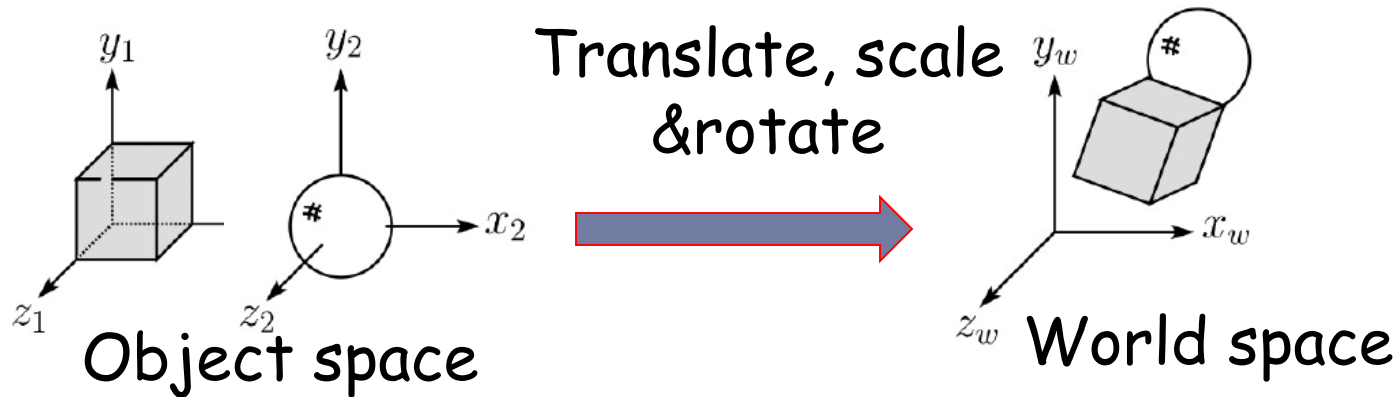 y1
y2
Translate, scale
&rotate
#
yw
#
x2
xw
z1
z2
zw
Object space
World space